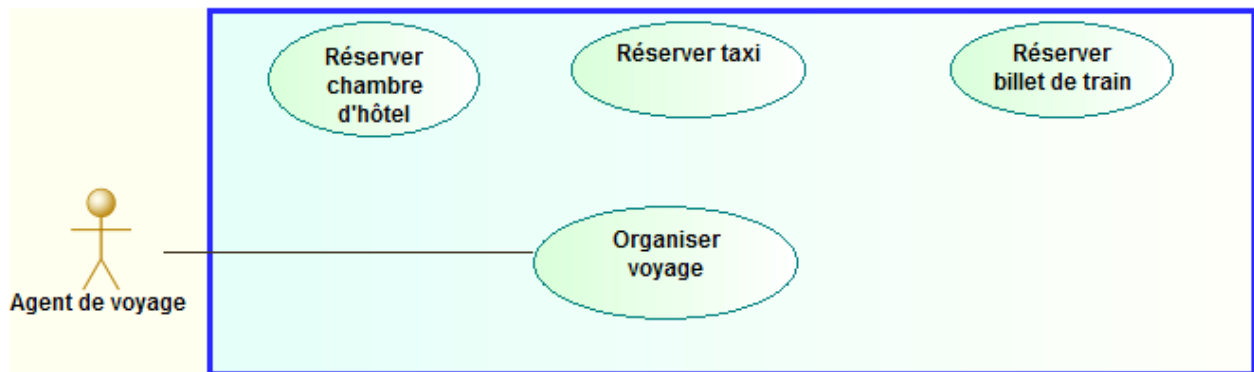 Réserver
chambre
d'hôtel
Réserver taxi
Réserver
billet de train
Organiser
voyage
Agent de voyage